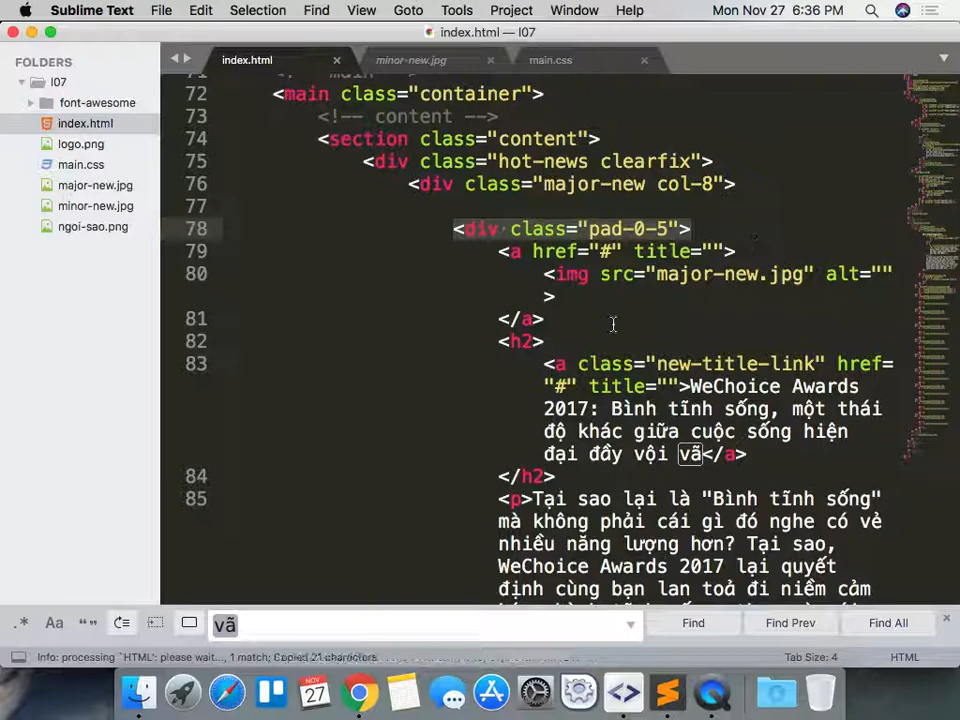 Sublime Text File Edit Selection Find View Goto Tools Project Window Help Mon Nov 27 6:36 PM
index.html — l07
FOLDERS
l07
font-awesome
index.html
logo.png
main.css
major-new.jpg
minor-new.jpg
ngoi-sao.png
index.html minor-new.jpg main.css
72 <main class="container">
73 <!-- content -->
74 <section class="content">
75 <div class="hot-news clearfix">
76 <div class="major-new col-8">
77
78 <div class="pad-0-5">
79 <a href="#" title="">
80 <img src="major-new.jpg" alt=""
>
81 </a>
82 <h2>
83 <a class="new-title-link" href=
"#" title="">WeChoice Awards
2017: Bình tĩnh sống, một thái
độ khác giữa cuộc sống hiện
đại đầy vội vã</a>
84 </h2>
85 <p>Tại sao lại là "Bình tĩnh sống"
mà không phải cái gì đó nghe có vẻ
nhiều năng lượng hơn? Tại sao,
WeChoice Awards 2017 lại quyết
định cùng bạn lan toả đi niềm cảm
.* Aa “” vã Find Find Prev Find All
Info: processing `HTML': please wait..., 1 match; Copied 21 characters Tab Size: 4 HTML
NOV
27